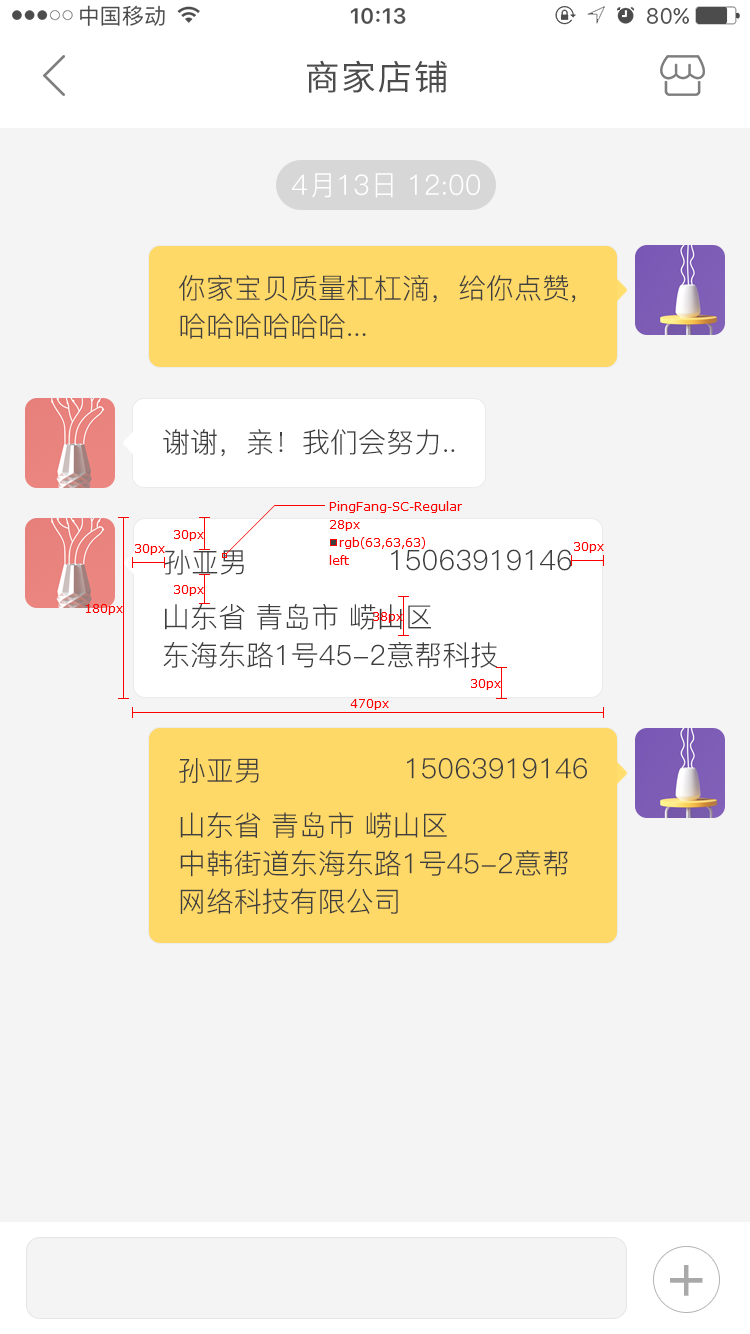 中国移动 10:13 80%
商家店铺
4月13日 12:00
你家宝贝质量杠杠滴，给你点赞，
哈哈哈哈哈哈...
谢谢，亲！我们会努力..
PingFang-SC-Regular
28px
rgb(63,63,63)
left
30px
30px
30px
孙亚男 15063919146
30px
180px
山东省 青岛市 崂山区
38px
东海东路1号45-2意帮科技
30px
470px
孙亚男 15063919146
山东省 青岛市 崂山区
中韩街道东海东路1号45-2意帮
网络科技有限公司